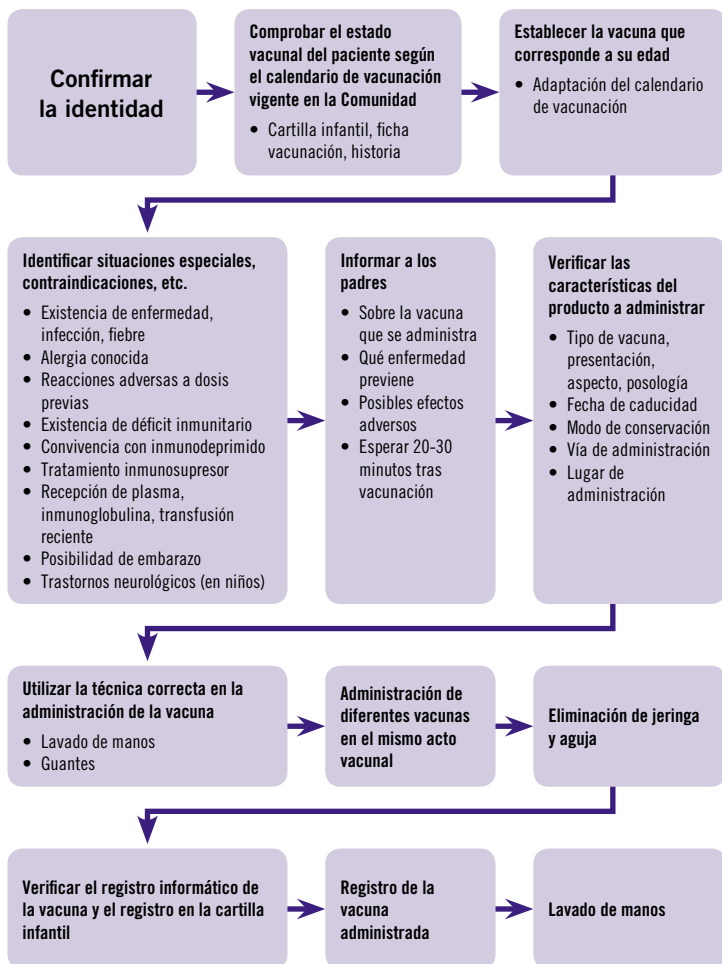 Confirmar
la identidad
Comprobar el estado
vacunal del paciente según
el calendario de vacunación
vigente en la Comunidad
• Cartilla infantil, ficha
vacunación, historia
Establecer la vacuna que
corresponde a su edad
• Adaptación del calendario
de vacunación
Identificar situaciones especiales,
contraindicaciones, etc.
• Existencia de enfermedad,
infección, fiebre
• Alergia conocida
• Reacciones adversas a dosis
previas
• Existencia de déficit inmunitario
• Convivencia con inmunodeprimido
• Tratamiento inmunosupresor
• Recepción de plasma,
inmunoglobulina, transfusión
reciente
• Posibilidad de embarazo
• Trastornos neurológicos (en niños)
Informar a los
padres
• Sobre la vacuna
que se administra
• Qué enfermedad
previene
• Posibles efectos
adversos
• Esperar 20-30
minutos tras
vacunación
Verificar las
características del
producto a administrar
• Tipo de vacuna,
presentación,
aspecto, posología
• Fecha de caducidad
• Modo de conservación
• Vía de administración
• Lugar de
administración
Utilizar la técnica correcta en la
administración de la vacuna
• Lavado de manos
• Guantes
Administración de
diferentes vacunas
en el mismo acto
vacunal
Eliminación de jeringa
y aguja
Verificar el registro informático de
la vacuna y el registro en la cartilla
infantil
Registro de la
vacuna
administrada
Lavado de manos